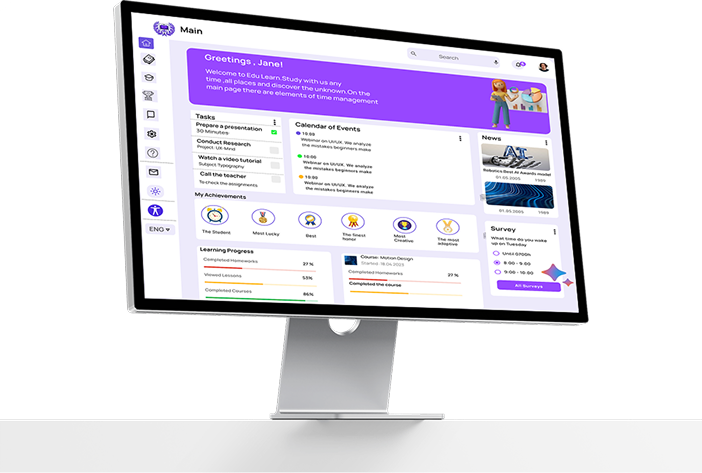 Main
Search
Greetings , Jane!
Welcome to Edu Learn.Study with us any
time ,all places and discover the unknown.On the
main page there are elements of time management
Tasks
Prepare a presentation
30 Minutes
Conduct Research
Project- UX-Mind
Watch a video tutorial
Subject Typography
Call the teacher
To check the assignments
Calendar of Events
10:00
Webinar on UI/UX. We analyze
the mistakes beginners make
10:00
Webinar on UI/UX. We analyze
the mistakes beginners make
10:00
Webinar on UI/UX. We analyze
the mistakes beginners make
News
AI
Robotics:Best AI Awards model
01.05.2005 1989
01.05.2005 1989
My Achievements
The Student
Mast Lucky
Best
The finest
honor
Mast
Creative
The most
adaptive
ENG
Learning Progress
Completed Homeworks 27 %
Viewed Lessons 53%
Completed Courses 86%
Course- Motion Design
Started - 18.04.2023
Completed Homeworks 27 %
Completed the course
Survey
What time do you wake
up on Tuesday
Until 0700h
8:00 - 9:00
9:00 - 10:00
All Surveys